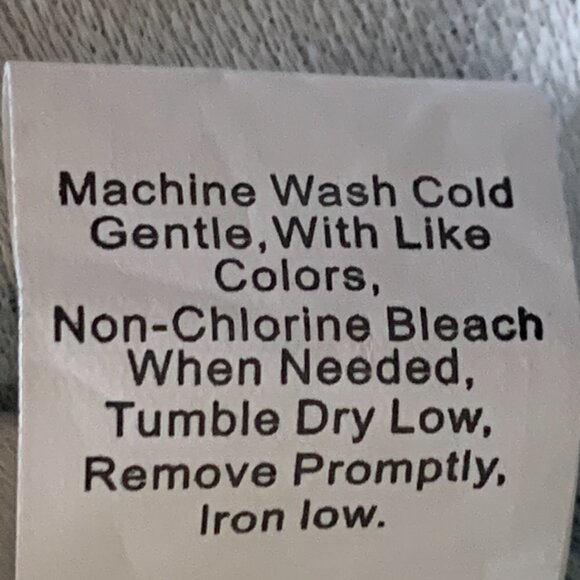 Machine Wash Cold
Gentle,With Like
Colors,
Non-Chlorine Bleach
When Needed,
Tumble Dry Low,
Remove Promptly,
Iron low.